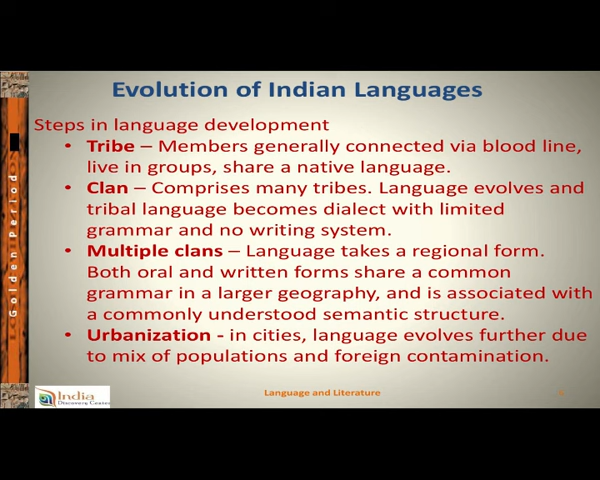 Evolution of Indian Languages
Steps in language development
• Tribe – Members generally connected via blood line,
live in groups, share a native language.
• Clan – Comprises many tribes. Language evolves and
tribal language becomes dialect with limited
grammar and no writing system.
• Multiple clans – Language takes a regional form.
Both oral and written forms share a common
grammar in a larger geography, and is associated with
a commonly understood semantic structure.
• Urbanization - in cities, language evolves further due
to mix of populations and foreign contamination.
Golden Period
India
Discovery Center
Language and Literature